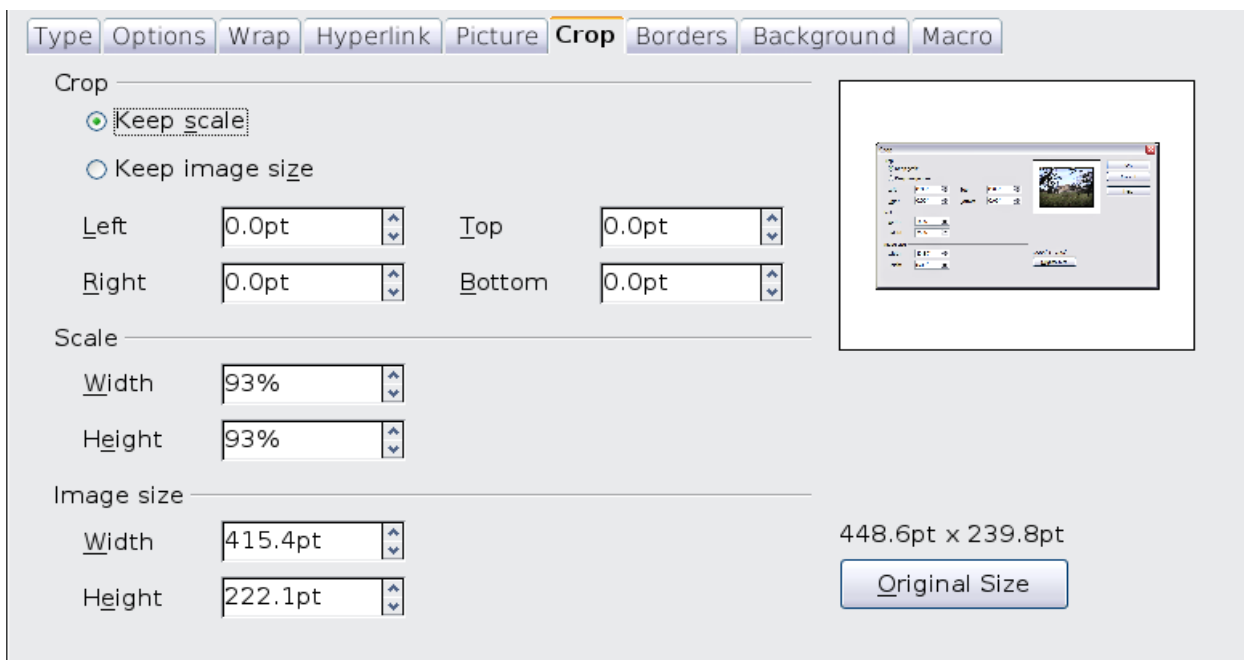 Type Options Wrap Hyperlink Picture Crop Borders Background Macro
Crop
Keep scale
Keep image size
Left 0.0pt Top 0.0pt
Right 0.0pt Bottom 0.0pt
Scale
Width 93%
Height 93%
Image size
Width 415.4pt 448.6pt x 239.8pt
Height 222.1pt Original Size